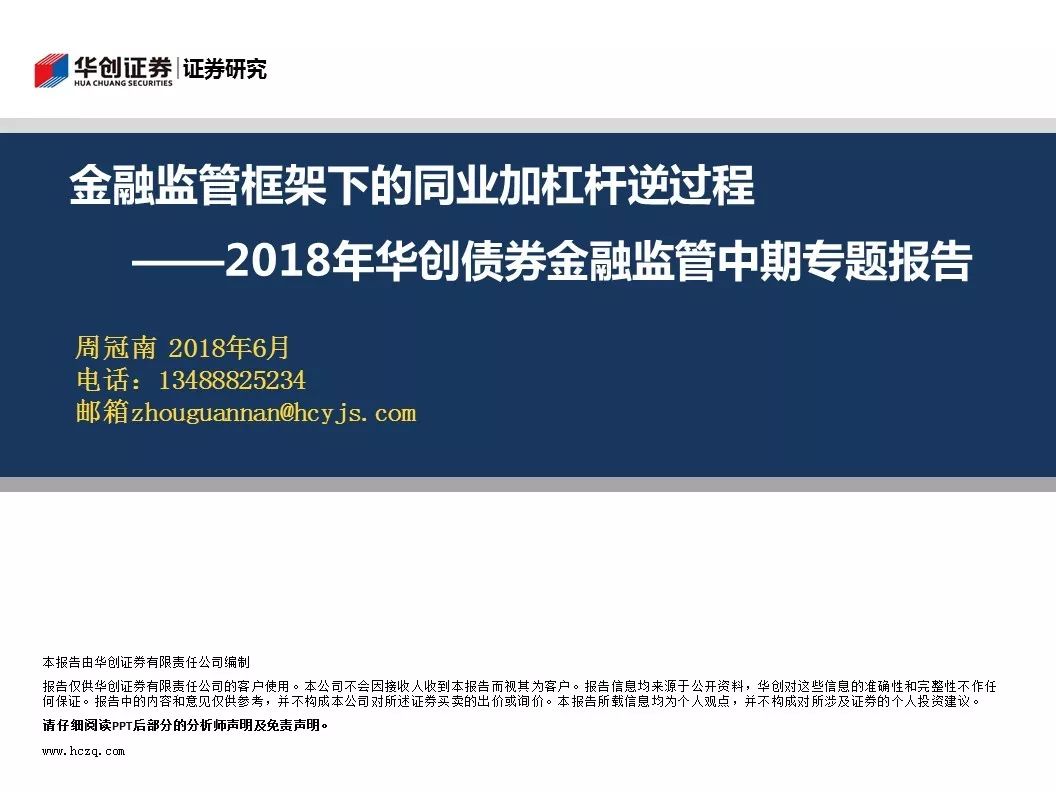 华创证券 | 证券研究
HUA CHUANG SECURITIES
金融监管框架下的同业加杠杆逆过程
——2018年华创债券金融监管中期专题报告
周冠南 2018年6月
电话：13488825234
邮箱zhouguannan@hcyjs.com
本报告由华创证券有限责任公司编制
报告仅供华创证券有限责任公司的客户使用。本公司不会因接收人收到本报告而视其为客户。报告信息均来源于公开资料，华创对这些信息的准确性和完整性不作任
何保证。报告中的内容和意见仅供参考，并不构成本公司对所述证券买卖的出价或询价。本报告所载信息均为个人观点，并不构成对所涉及证券的个人投资建议。
请仔细阅读PPT后部分的分析师声明及免责声明。
www.hczq.com